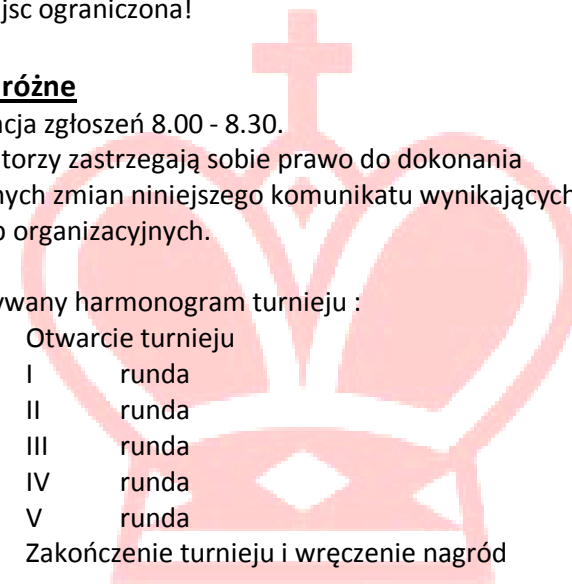 jsc ograniczona!
różne
cja zgłoszeń 8.00 - 8.30.
torzy zastrzegają sobie prawo do dokonania
nych zmian niniejszego komunikatu wynikających
o organizacyjnych.
ywany harmonogram turnieju :
Otwarcie turnieju
I runda
II runda
III runda
IV runda
V runda
Zakończenie turnieju i wręczenie nagród